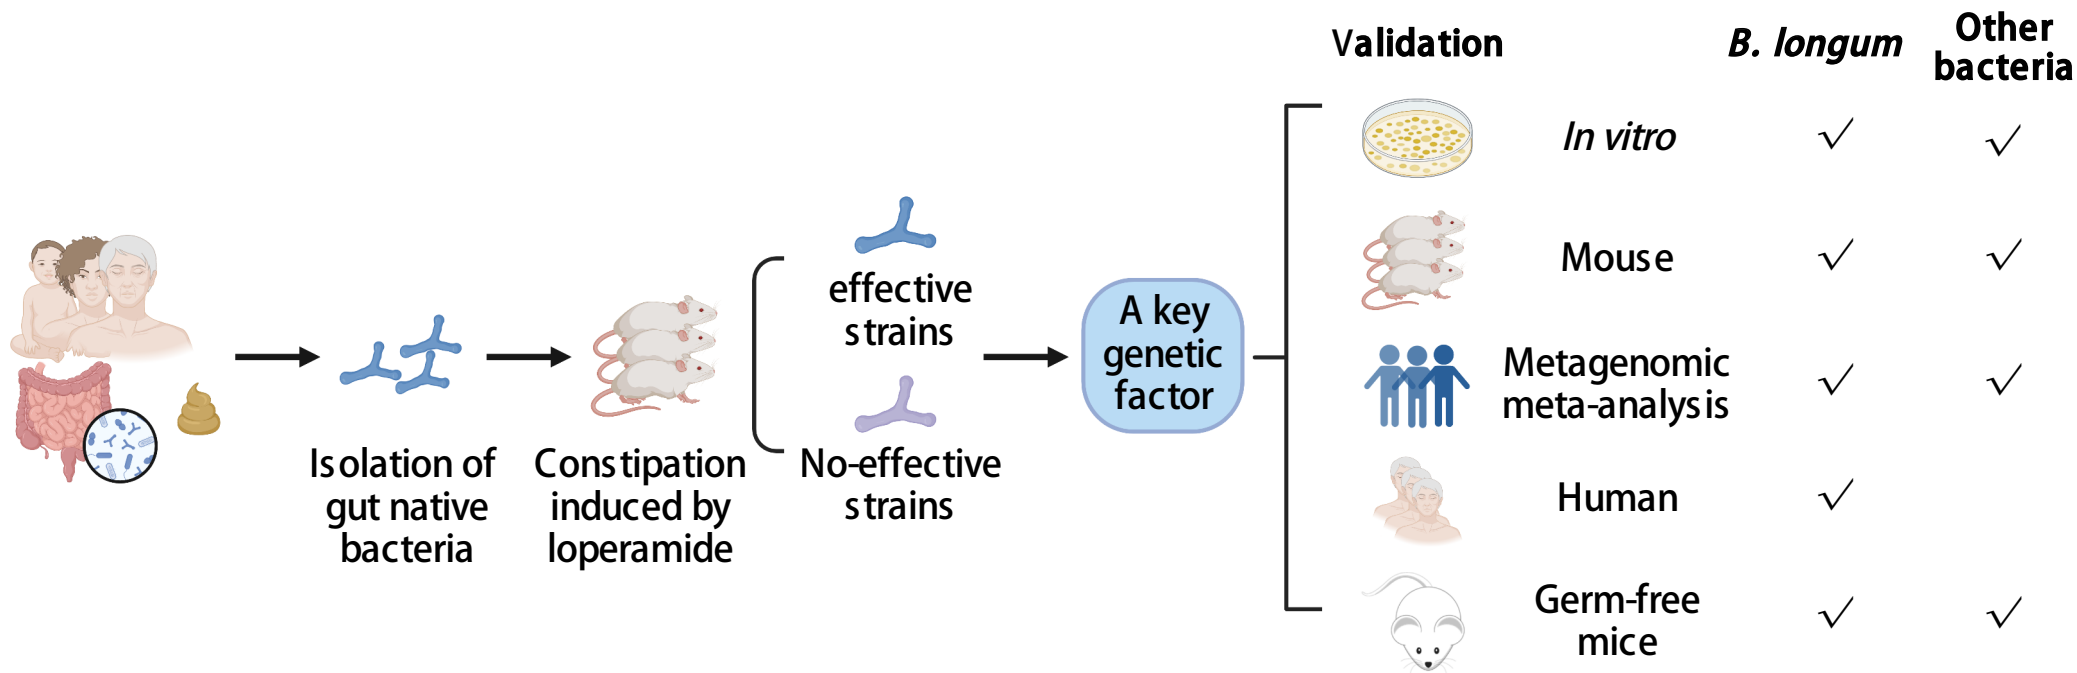 Isolation of
gut native
bacteria
Constipation
induced by
loperamide
effective
strains
No-effective
strains
A key
genetic
factor
Validation
B. longum
Other
bacteria
In vitro
√ √
Mouse
√ √
Metagenomic
meta-analysis
√ √
Human
√
Germ-free
mice
√ √